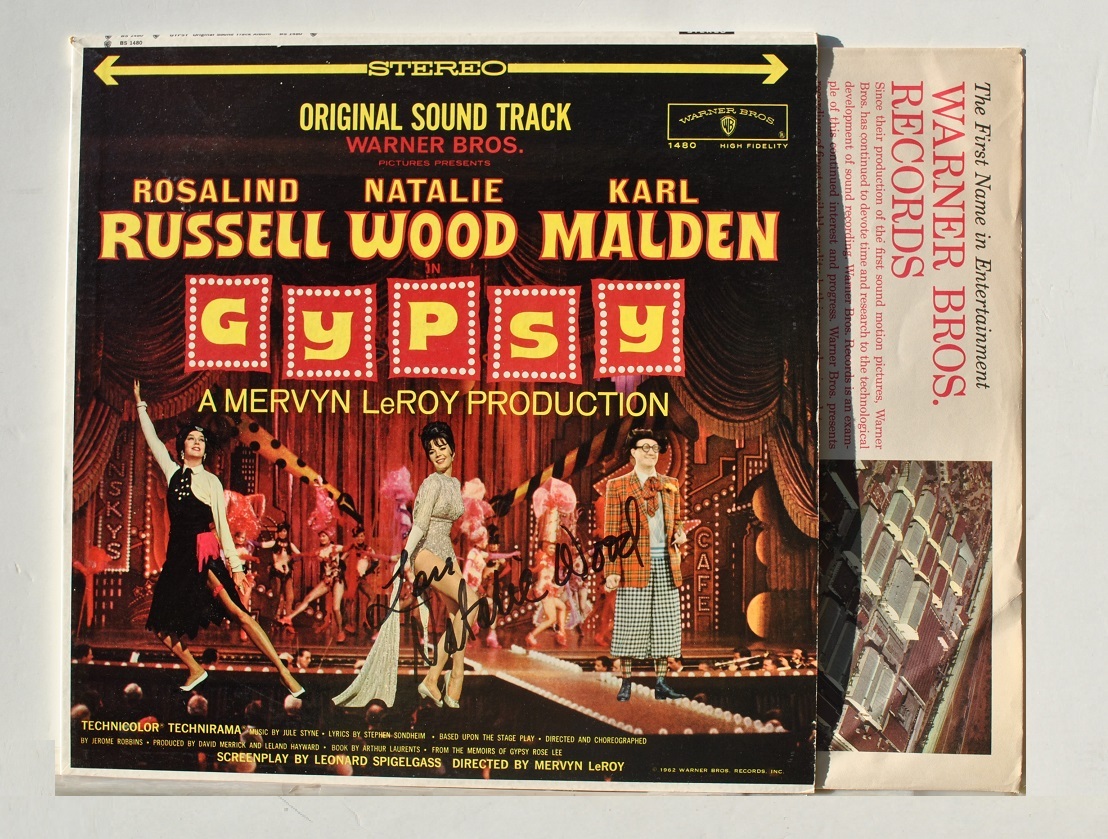 BS 1480
STEREO
ORIGINAL SOUND TRACK
WARNER BROS.
PICTURES PRESENTS
WARNER BROS.
WB
1480 HIGH FIDELITY
ROSALIND NATALIE KARL
RUSSELL WOOD MALDEN
IN
GYPSY
A MERVYN LeROY PRODUCTION
INSKYS
CAFE
Natalie Wood
TECHNICOLOR® TECHNIRAMA® MUSIC BY JULE STYNE • LYRICS BY STEPHEN SONDHEIM • BASED UPON THE STAGE PLAY • DIRECTED AND CHOREOGRAPHED
BY JEROME ROBBINS • PRODUCED BY DAVID MERRICK AND LELAND HAYWARD • BOOK BY ARTHUR LAURENTS • FROM THE MEMOIRS OF GYPSY ROSE LEE
SCREENPLAY BY LEONARD SPIGELGASS DIRECTED BY MERVYN LeROY
© 1962 WARNER BROS. RECORDS, INC.
The First Name in Entertainment
WARNER BROS.
RECORDS
Since their production of the first sound motion pictures, Warner
Bros. has continued to devote time and research to the technological
development of sound recording. Warner Bros. Records is an exam-
ple of this continued interest and progress. Warner Bros. presents